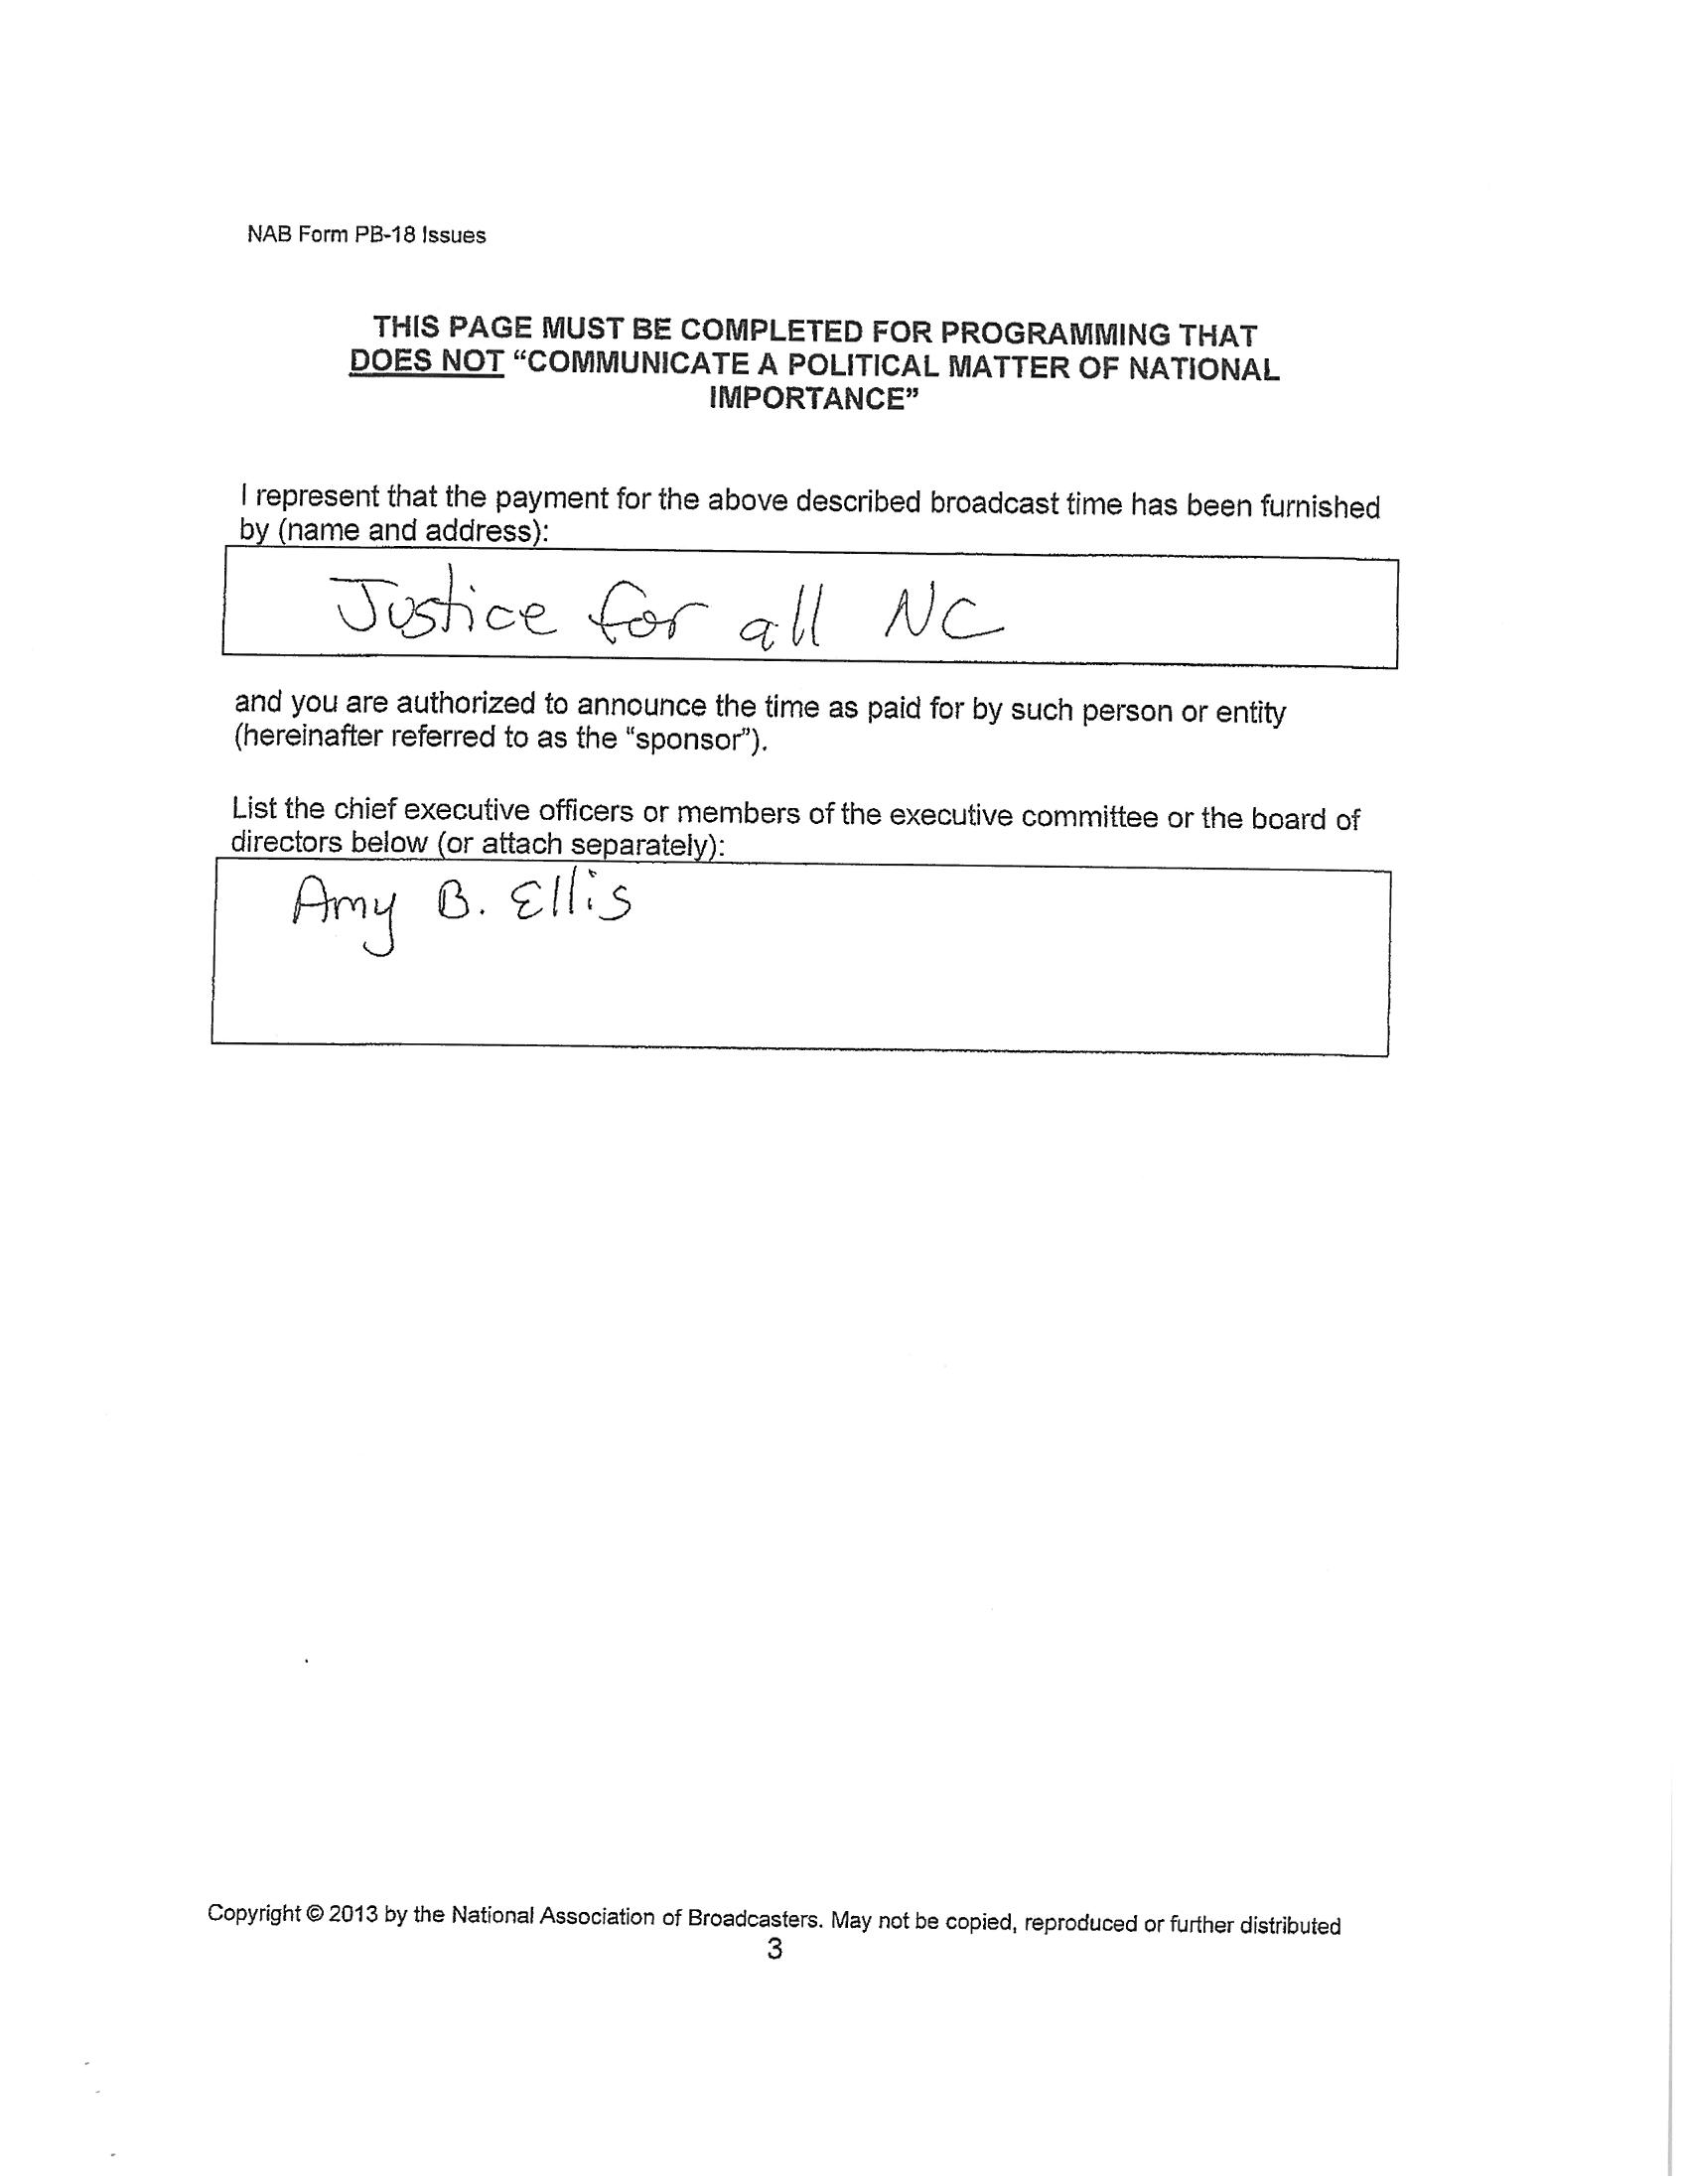 NAB Form PB-18 Issues
THIS PAGE MUST BE COMPLETED FOR PROGRAMMING THAT
DOES NOT “COMMUNICATE A POLITICAL MATTER OF NATIONAL
IMPORTANCE”
I represent that the payment for the above described broadcast time has been furnished
by (name and address):
Justice for all NC
and you are authorized to announce the time as paid for by such person or entity
(hereinafter referred to as the “sponsor”).
List the chief executive officers or members of the executive committee or the board of
directors below (or attach separately):
Amy B. Ellis
Copyright © 2013 by the National Association of Broadcasters. May not be copied, reproduced or further distributed
3